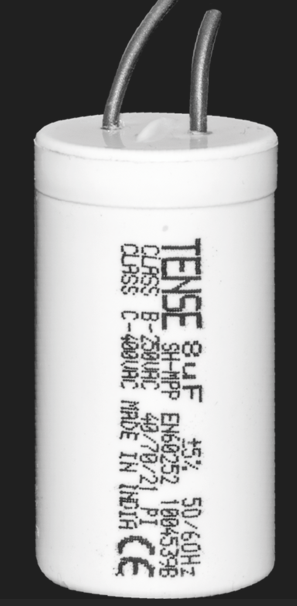 TENSE 8uF ±5% 50/60Hz
SH-MPP EN60252 10045396
CLASS B-250VAC 40/70/21 PI
CLASS C-400VAC MADE IN INDIA CE